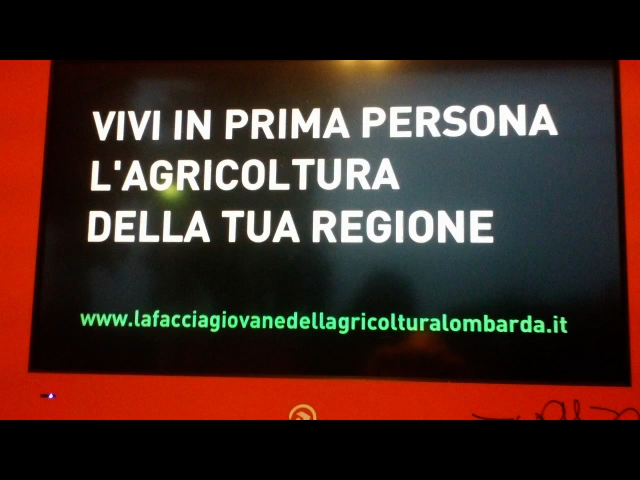 VIVI IN PRIMA PERSONA
L'AGRICOLTURA
DELLA TUA REGIONE
www.lafacciagiovanedellagricolturalombarda.it